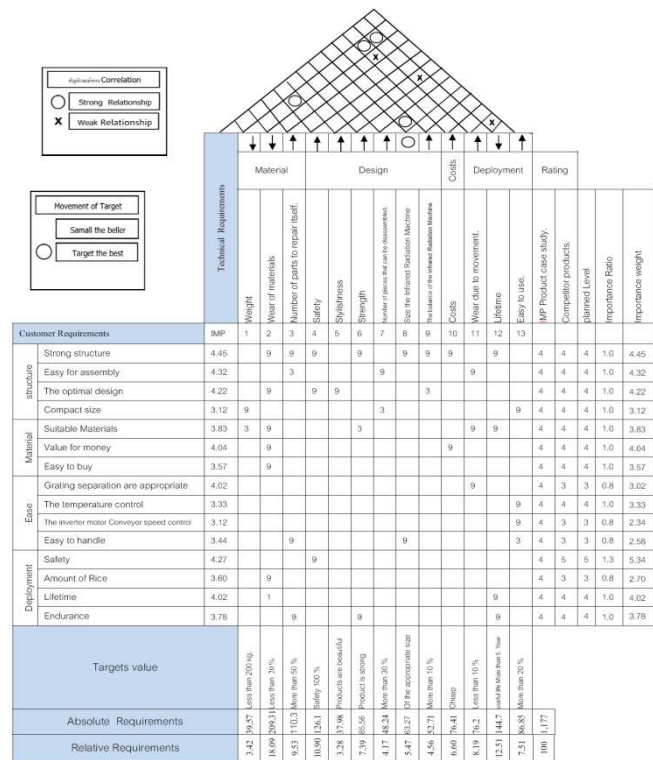 Correlation
Strong Relationship
X Weak Relationship
Movement of Target
Samall the beller
Target the best
Technical Requirements
Material Design Costs Deployment Rating
Weight
Wear of materials
Number of parts to repair itself.
Safety
Stylishness
Strength
Number of pieces that can be disassembled.
Size the Infrared Radiation Machine
The balance of the Infrared Radiation Machine
Costs
Wear due to movement.
Lifetime
Easy to use.
IMP Product case study.
Competitor products.
planned Level
Importance Ratio
Importance weight
Customer Requirements IMP 1 2 3 4 5 6 7 8 9 10 11 12 13
structure
Strong structure 4.45 9 9 9 9 9 9 9 9 9 4 4 4 1.0 4.45
Easy for assembly 4.32 3 9 9 4 4 4 1.0 4.32
The optimal design 4.22 9 9 9 3 4 4 4 1.0 4.22
Compact size 3.12 9 3 9 4 4 4 1.0 3.12
Material
Suitable Materials 3.83 3 9 3 9 9 4 4 4 1.0 3.83
Value for money 4.04 9 9 4 4 4 1.0 4.04
Easy to buy 3.57 9 4 4 4 1.0 3.57
Ease
Grating separation are appropriate 4.02 9 4 3 3 0.8 3.02
The temperature control 3.33 9 4 4 4 1.0 3.33
The inverter motor Conveyor speed control 3.12 9 4 3 3 0.8 2.34
Easy to handle 3.44 9 9 3 4 3 3 0.8 2.58
Deployment
Safety 4.27 9 4 5 5 1.3 5.34
Amount of Rice 3.60 9 4 3 3 0.8 2.70
Lifetime 4.02 1 9 4 4 4 1.0 4.02
Endurance 3.78 9 9 9 4 4 4 1.0 3.78
Targets value
Less than 200 kg.
Less than 20 %
More than 50 %
Safety 100 %
Products are beautiful
Product is strong
More than 30 %
Of the appropriate size
More than 10 %
Cheap
Less than 10 %
useful life More than 5 Year
More than 20 %
Absolute Requirements 39.57 209.31 110.3 126.1 37.98 85.56 48.24 63.27 52.71 76.41 76.2 144.7 86.85 1,177
Relative Requirements 3.42 18.09 9.53 10.90 3.28 7.39 4.17 5.47 4.56 6.60 8.19 12.51 7.51 100